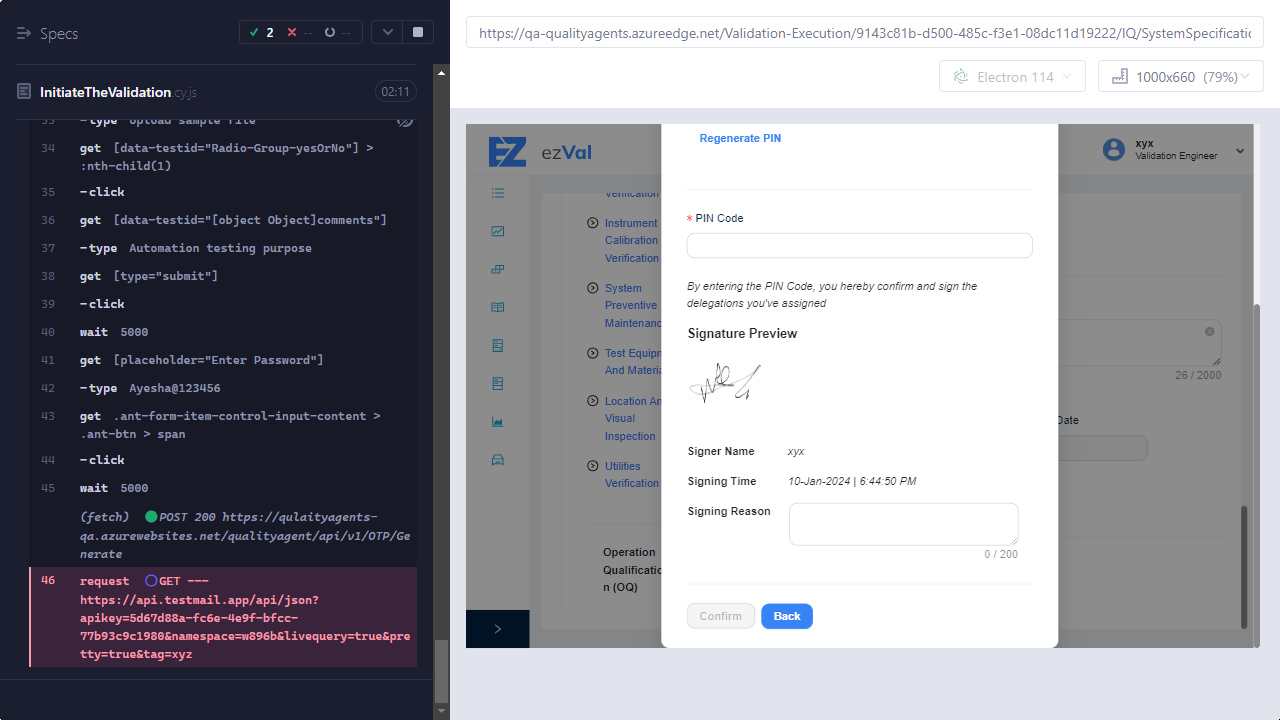 Specs
2
--
--
InitiateTheValidation.cy.js
02:11
-type Upload sample file
34 get [data-testid="Radio-Group-yesOrNo"] >
:nth-child(1)
35 -click
36 get [data-testid="[object Object]comments"]
37 -type Automation testing purpose
38 get [type="submit"]
39 -click
40 wait 5000
41 get [placeholder="Enter Password"]
42 -type Ayesha@123456
43 get .ant-form-item-control-input-content >
.ant-btn > span
44 -click
45 wait 5000
(fetch) POST 200 https://qulaityagents-
qa.azurewebsites.net/qualityagent/api/v1/OTP/Ge
nerate
46 request GET ---
https://api.testmail.app/api/json?
apikey=5d67d88a-fc6e-4e9f-bfcc-
77b93c9c1980&namespace=w896b&livequery=true&pre
tty=true&tag=xyz
https://qa-qualityagents.azureedge.net/Validation-Execution/9143c81b-d500-485c-f3e1-08dc11d19222/IQ/SystemSpecificatio
Electron 114
1000x660 (79%)
EZ ezVal
xyx
Validation Engineer
Verification
Instrument
Calibration
Verification
System
Preventive
Maintenanc
Test Equipm
And Materia
Location An
Visual
Inspection
Utilities
Verification
Operation
Qualificatio
n (OQ)
Regenerate PIN
* PIN Code
By entering the PIN Code, you hereby confirm and sign the
delegations you've assigned
Signature Preview
Signer Name xyx
Signing Time 10-Jan-2024 | 6:44:50 PM
Signing Reason
0 / 200
Confirm
Back
26 / 2000
Date